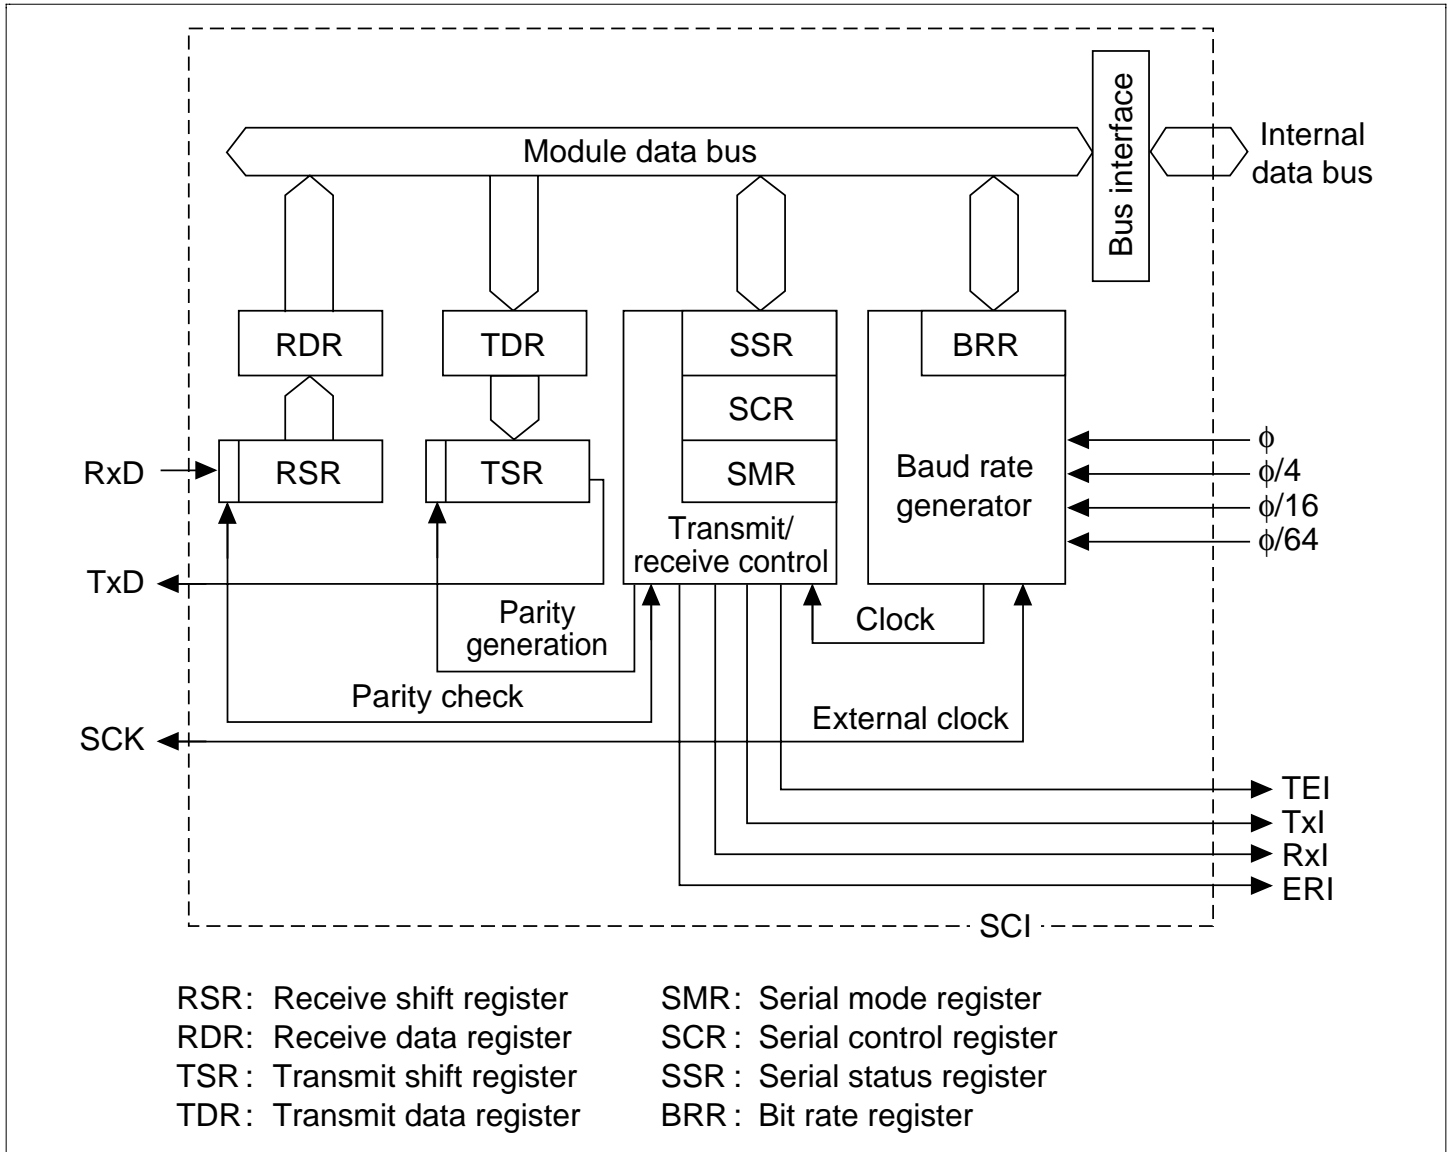 Module data bus
Bus interface
Internal
data bus
RDR
TDR
SSR
BRR
SCR
RxD
RSR
TSR
SMR
Baud rate
generator
ϕ
ϕ/4
ϕ/16
ϕ/64
Transmit/
receive control
TxD
Parity
generation
Clock
Parity check
External clock
SCK
TEI
TxI
RxI
ERI
SCI
RSR: Receive shift register
RDR: Receive data register
TSR: Transmit shift register
TDR: Transmit data register
SMR: Serial mode register
SCR: Serial control register
SSR: Serial status register
BRR: Bit rate register